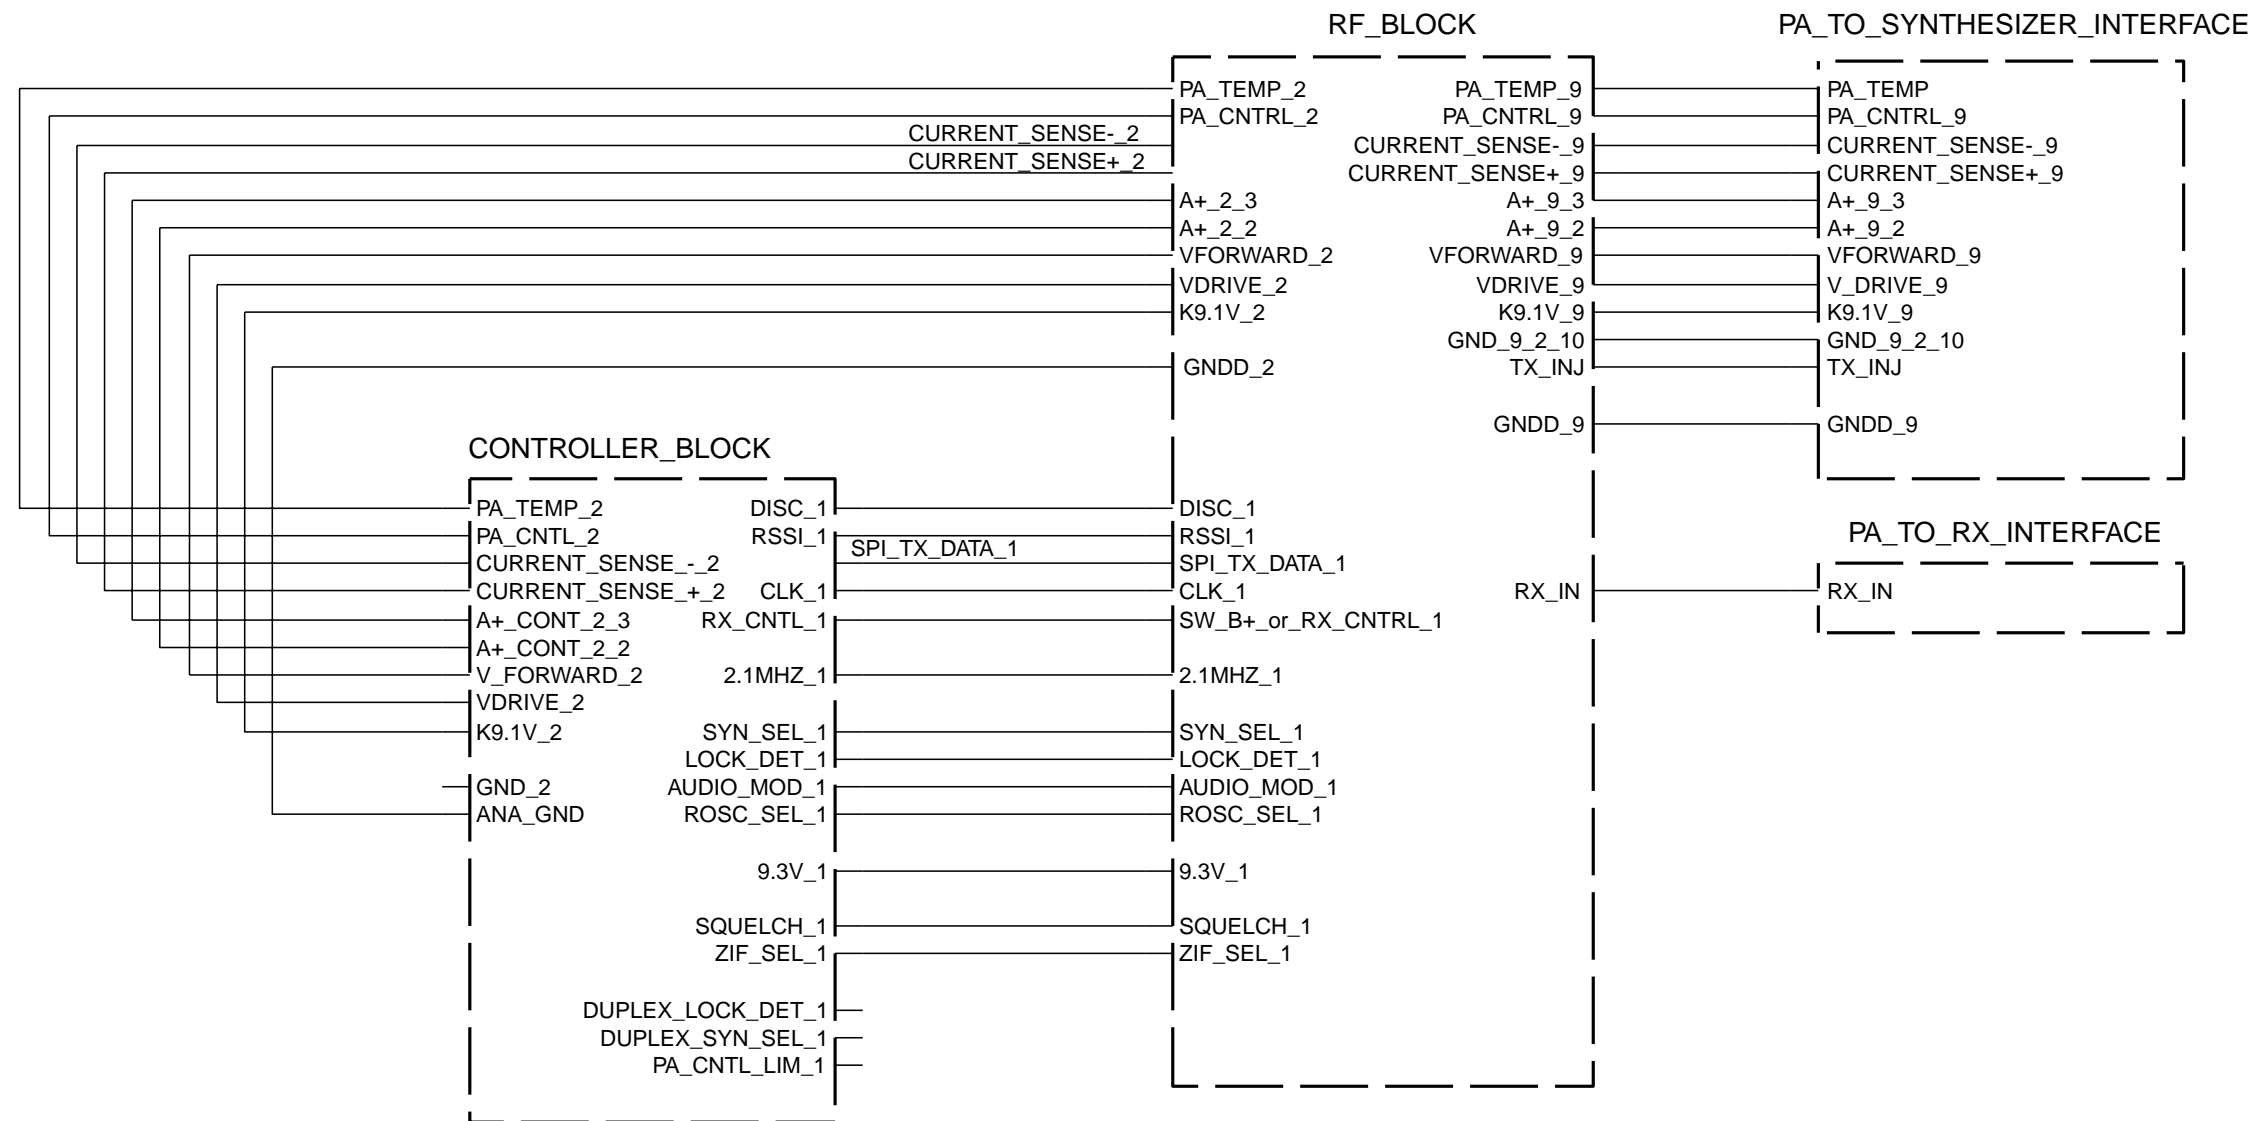 RF_BLOCK
PA_TO_SYNTHESIZER_INTERFACE
PA_TEMP_2 PA_TEMP_9 PA_TEMP
PA_CNTRL_2 PA_CNTRL_9 PA_CNTRL_9
CURRENT_SENSE-_2 CURRENT_SENSE-_9 CURRENT_SENSE-_9
CURRENT_SENSE+_2 CURRENT_SENSE+_9 CURRENT_SENSE+_9
A+_2_3 A+_9_3 A+_9_3
A+_2_2 A+_9_2 A+_9_2
VFORWARD_2 VFORWARD_9 VFORWARD_9
VDRIVE_2 VDRIVE_9 V_DRIVE_9
K9.1V_2 K9.1V_9 K9.1V_9
GND_9_2_10 GND_9_2_10
GNDD_2 TX_INJ TX_INJ
GNDD_9 GNDD_9
CONTROLLER_BLOCK
PA_TEMP_2 DISC_1 DISC_1
PA_TO_RX_INTERFACE
PA_CNTL_2 RSSI_1 RSSI_1
SPI_TX_DATA_1
CURRENT_SENSE_-_2 SPI_TX_DATA_1
CURRENT_SENSE_+_2 CLK_1 CLK_1 RX_IN RX_IN
A+_CONT_2_3 RX_CNTL_1 SW_B+_or_RX_CNTRL_1
A+_CONT_2_2
V_FORWARD_2 2.1MHZ_1 2.1MHZ_1
VDRIVE_2
K9.1V_2 SYN_SEL_1 SYN_SEL_1
LOCK_DET_1 LOCK_DET_1
GND_2 AUDIO_MOD_1 AUDIO_MOD_1
ANA_GND ROSC_SEL_1 ROSC_SEL_1
9.3V_1 9.3V_1
SQUELCH_1 SQUELCH_1
ZIF_SEL_1 ZIF_SEL_1
DUPLEX_LOCK_DET_1
DUPLEX_SYN_SEL_1
PA_CNTL_LIM_1